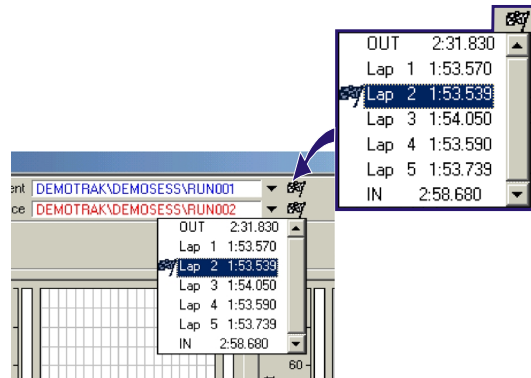 OUT 2:31.830
Lap 1 1:53.570
Lap 2 1:53.539
Lap 3 1:54.050
Lap 4 1:53.590
Lap 5 1:53.739
IN 2:58.680
ent DEMOTRAK\DEMOSESS\RUN001
ce DEMOTRAK\DEMOSESS\RUN002
OUT 2:31.830
Lap 1 1:53.570
Lap 2 1:53.539
Lap 3 1:54.050
Lap 4 1:53.590
Lap 5 1:53.739
IN 2:58.680
60